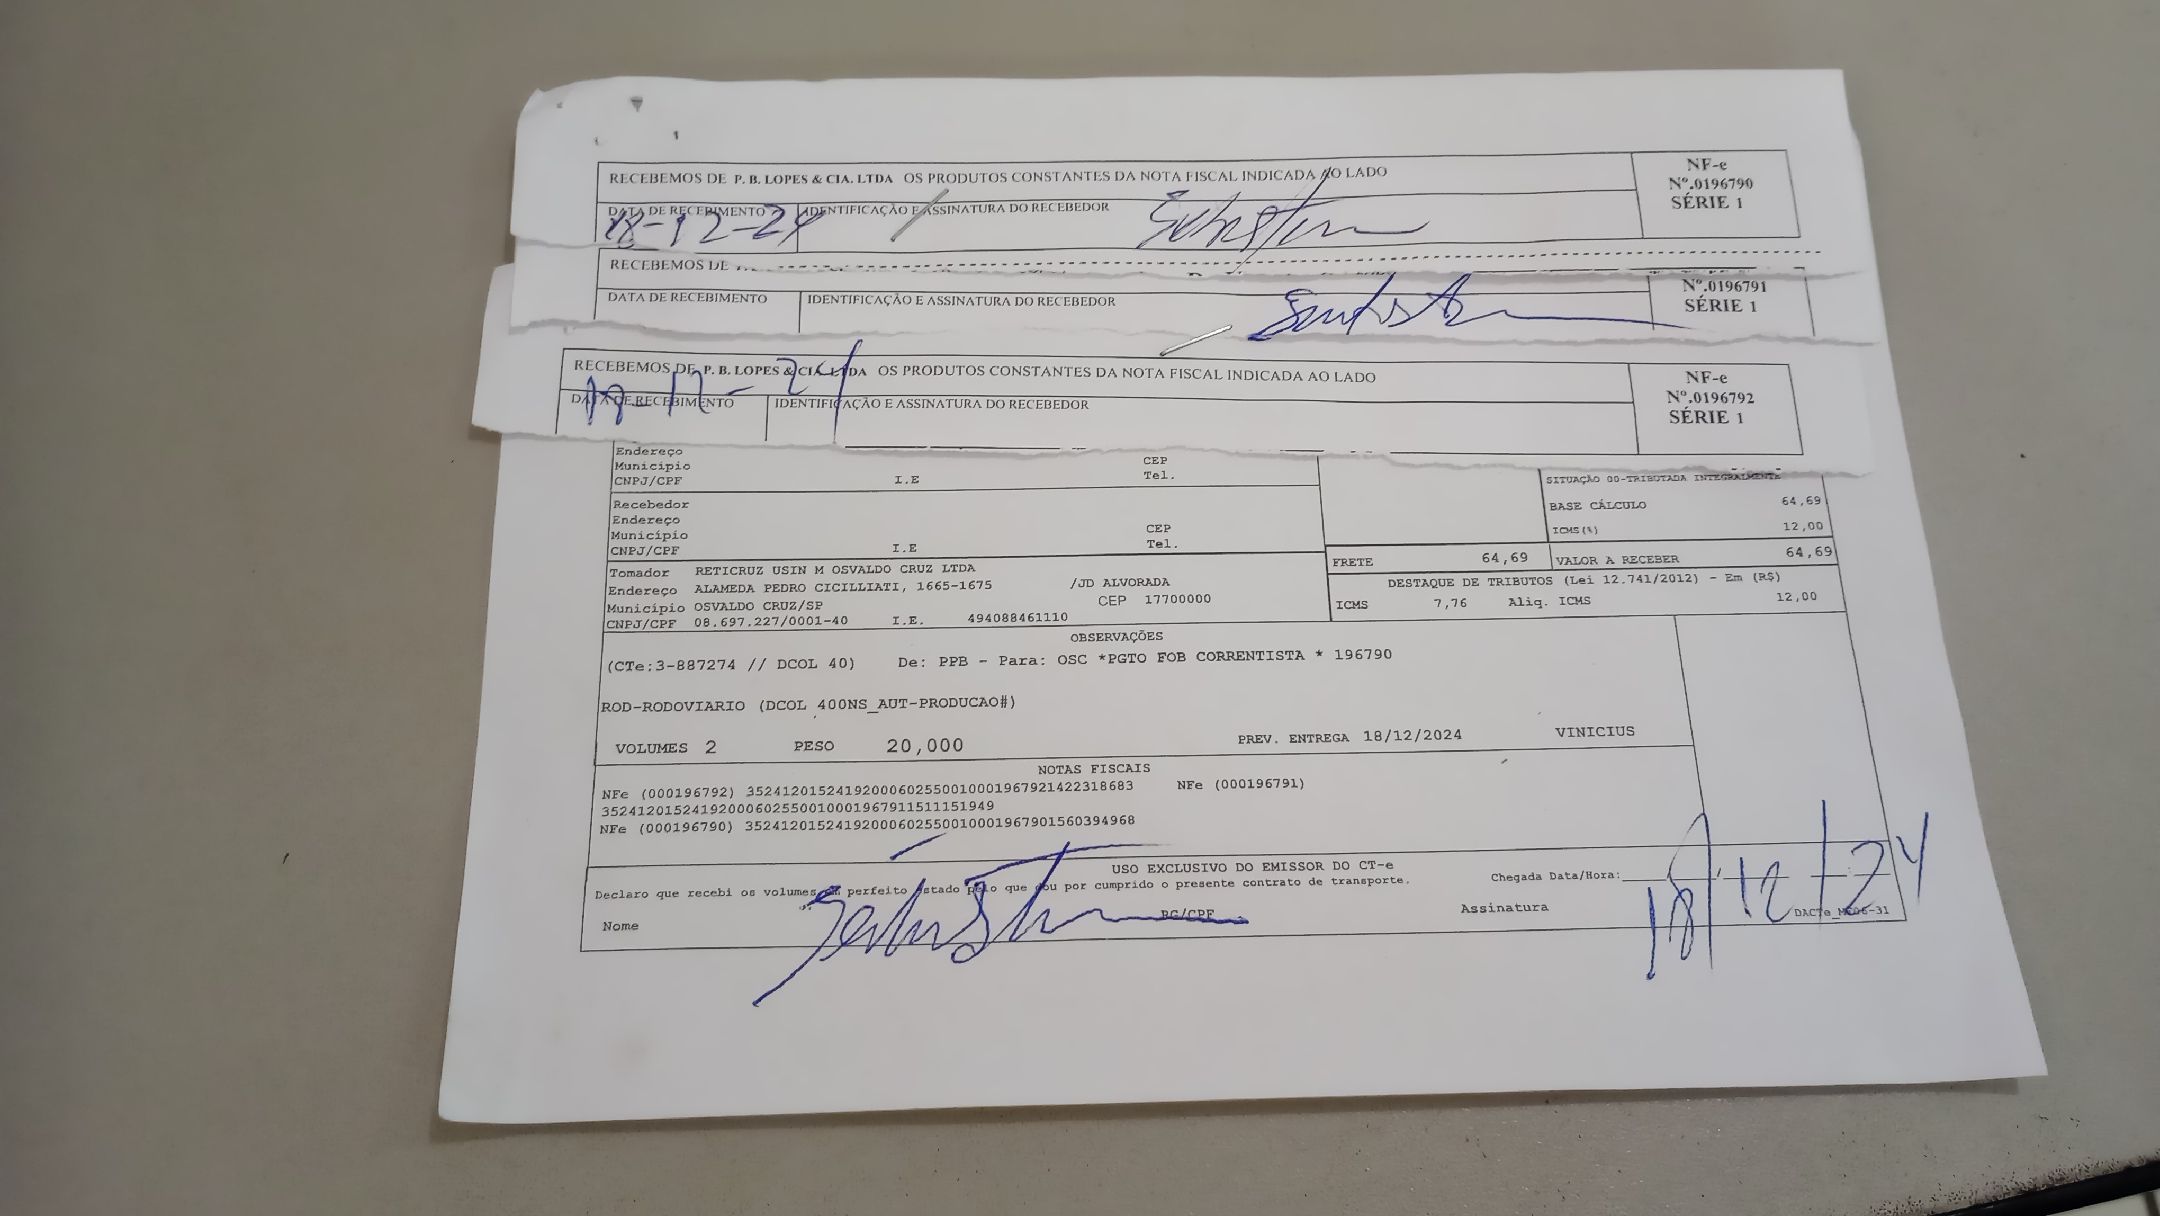 RECEBEMOS DE P. B. LOPES & CIA. LTDA OS PRODUTOS CONSTANTES DA NOTA FISCAL INDICADA AO LADO
NF-e
Nº.0196790
SÉRIE 1
DATA DE RECEBIMENTO IDENTIFICAÇÃO E ASSINATURA DO RECEBEDOR
18-12-24
RECEBEMOS DE
Nº.0196791
SÉRIE 1
DATA DE RECEBIMENTO IDENTIFICAÇÃO E ASSINATURA DO RECEBEDOR
RECEBEMOS DE P. B. LOPES & CIA. LTDA OS PRODUTOS CONSTANTES DA NOTA FISCAL INDICADA AO LADO
NF-e
Nº.0196792
SÉRIE 1
18-12-24
DATA DE RECEBIMENTO IDENTIFICAÇÃO E ASSINATURA DO RECEBEDOR
Endereço
Município CEP
CNPJ/CPF I.E Tel.
SITUAÇÃO 00-TRIBUTADA INTEGRALMENTE
BASE CÁLCULO 64,69
ICMS(%) 12,00
Recebedor
Endereço
Município CEP
CNPJ/CPF I.E Tel.
FRETE 64,69 VALOR A RECEBER 64,69
Tomador RETICRUZ USIN M OSVALDO CRUZ LTDA
Endereço ALAMEDA PEDRO CICILLIATI, 1665-1675 /JD ALVORADA
Município OSVALDO CRUZ/SP CEP 17700000
CNPJ/CPF 08.697.227/0001-40 I.E. 494088461110
DESTAQUE DE TRIBUTOS (Lei 12.741/2012) - Em (R$)
ICMS 7,76 Aliq. ICMS 12,00
OBSERVAÇÕES
(CTe:3-887274 // DCOL 40) De: PPB - Para: OSC *PGTO FOB CORRENTISTA * 196790
ROD-RODOVIARIO (DCOL 400NS_AUT-PRODUCAO#)
VOLUMES 2 PESO 20,000 PREV. ENTREGA 18/12/2024 VINICIUS
NOTAS FISCAIS
NFe (000196792) 35241201524192000602550010001967921422318683 NFe (000196791)
35241201524192000602550010001967911511151949
NFe (000196790) 35241201524192000602550010001967901560394968
USO EXCLUSIVO DO EMISSOR DO CT-e
Declaro que recebi os volumes em perfeito estado pelo que dou por cumprido o presente contrato de transporte.
Chegada Data/Hora: 18/12/24
Nome RG/CPF Assinatura
DACTe_MC06-31